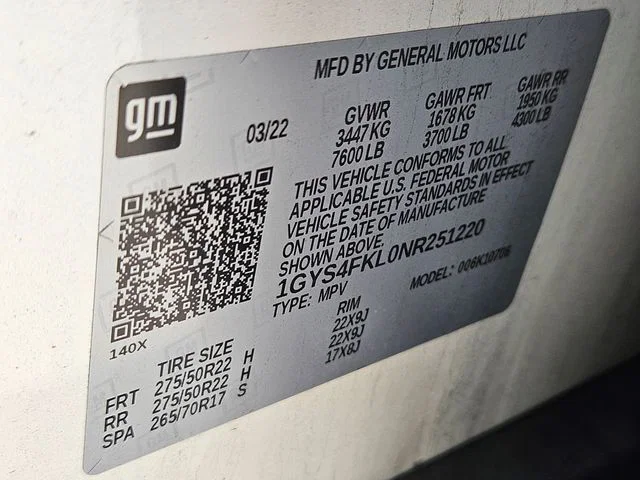 MFD BY GENERAL MOTORS LLC
gm
03/22
GVWR GAWR FRT GAWR RR
3447 KG 1678 KG 1950 KG
7600 LB 3700 LB 4300 LB
THIS VEHICLE CONFORMS TO ALL
APPLICABLE U.S. FEDERAL MOTOR
VEHICLE SAFETY STANDARDS IN EFFECT
ON THE DATE OF MANUFACTURE
SHOWN ABOVE.
1GYS4FKL0NR251220
TYPE: MPV MODEL: 006K10706
140X
TIRE SIZE RIM
FRT 275/50R22 H 22X9J
RR 275/50R22 H 22X9J
SPA 265/70R17 S 17X8J